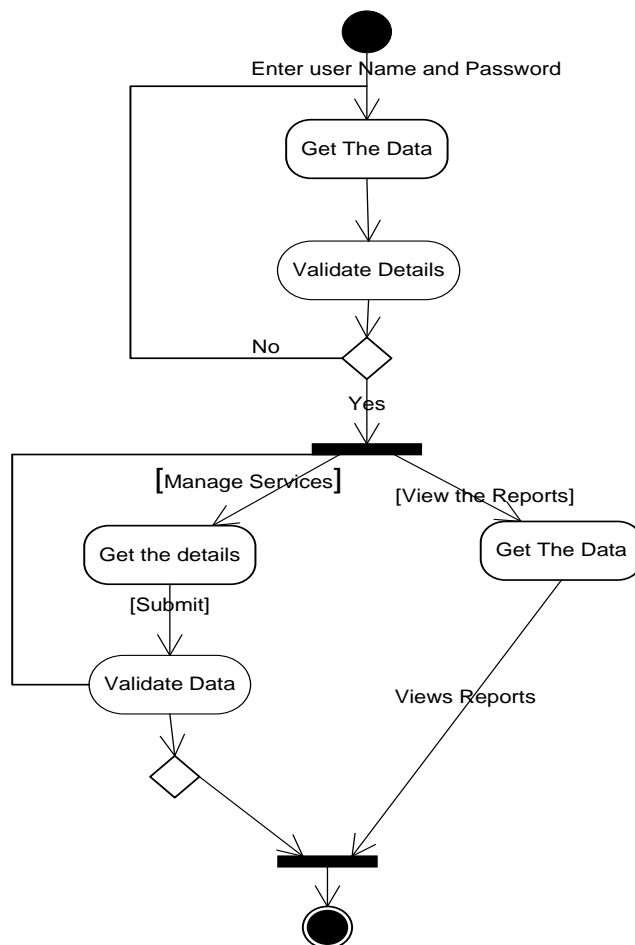 Enter user Name and Password
Get The Data
Validate Details
No
Yes
[Manage Services]
[View the Reports]
Get the details
Get The Data
[Submit]
Validate Data
Views Reports